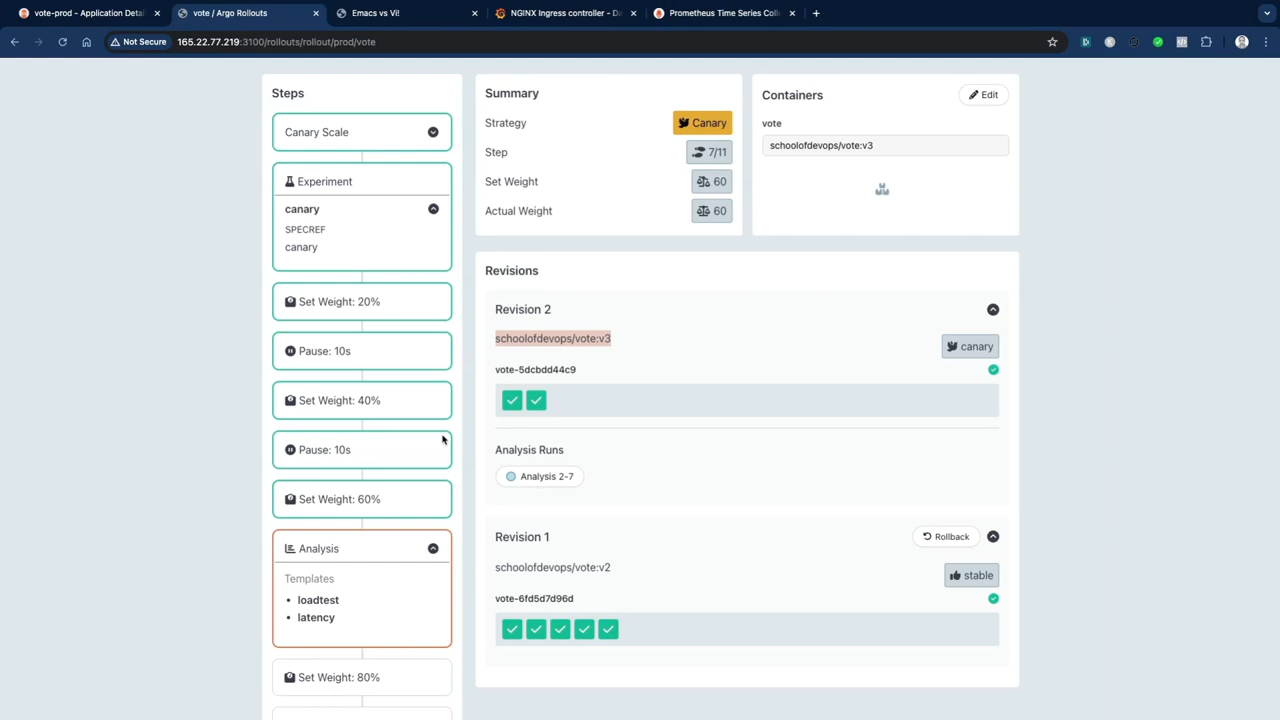 vote-prod - Application Detai
vote / Argo Rollouts
Emacs vs Vi!
NGINX Ingress controller - Da
Prometheus Time Series Coll
Not Secure
165.22.77.219:3100/rollouts/rollout/prod/vote
Steps
Canary Scale
Experiment
canary
SPECREF
canary
Set Weight: 20%
Pause: 10s
Set Weight: 40%
Pause: 10s
Set Weight: 60%
Analysis
Templates
• loadtest
• latency
Set Weight: 80%
Summary
Strategy
Canary
Step
7/11
Set Weight
60
Actual Weight
60
Containers
Edit
vote
schoolofdevops/vote:v3
Revisions
Revision 2
schoolofdevops/vote:v3
canary
vote-5dcbdd44c9
Analysis Runs
Analysis 2-7
Revision 1
Rollback
schoolofdevops/vote:v2
stable
vote-6fd5d7d96d